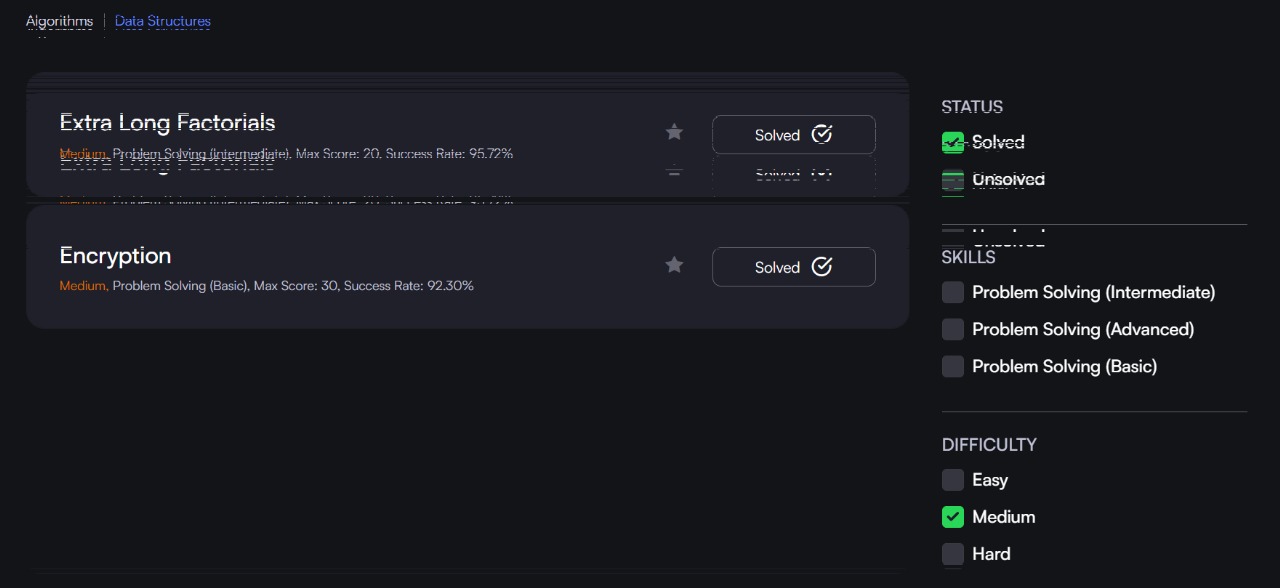 Algorithms | Data Structures
Extra Long Factorials
Solved
Medium, Problem Solving (Intermediate), Max Score: 20, Success Rate: 95.72%
Encryption
Solved
Medium, Problem Solving (Basic), Max Score: 30, Success Rate: 92.30%
STATUS
Solved
Unsolved
SKILLS
Problem Solving (Intermediate)
Problem Solving (Advanced)
Problem Solving (Basic)
DIFFICULTY
Easy
Medium
Hard